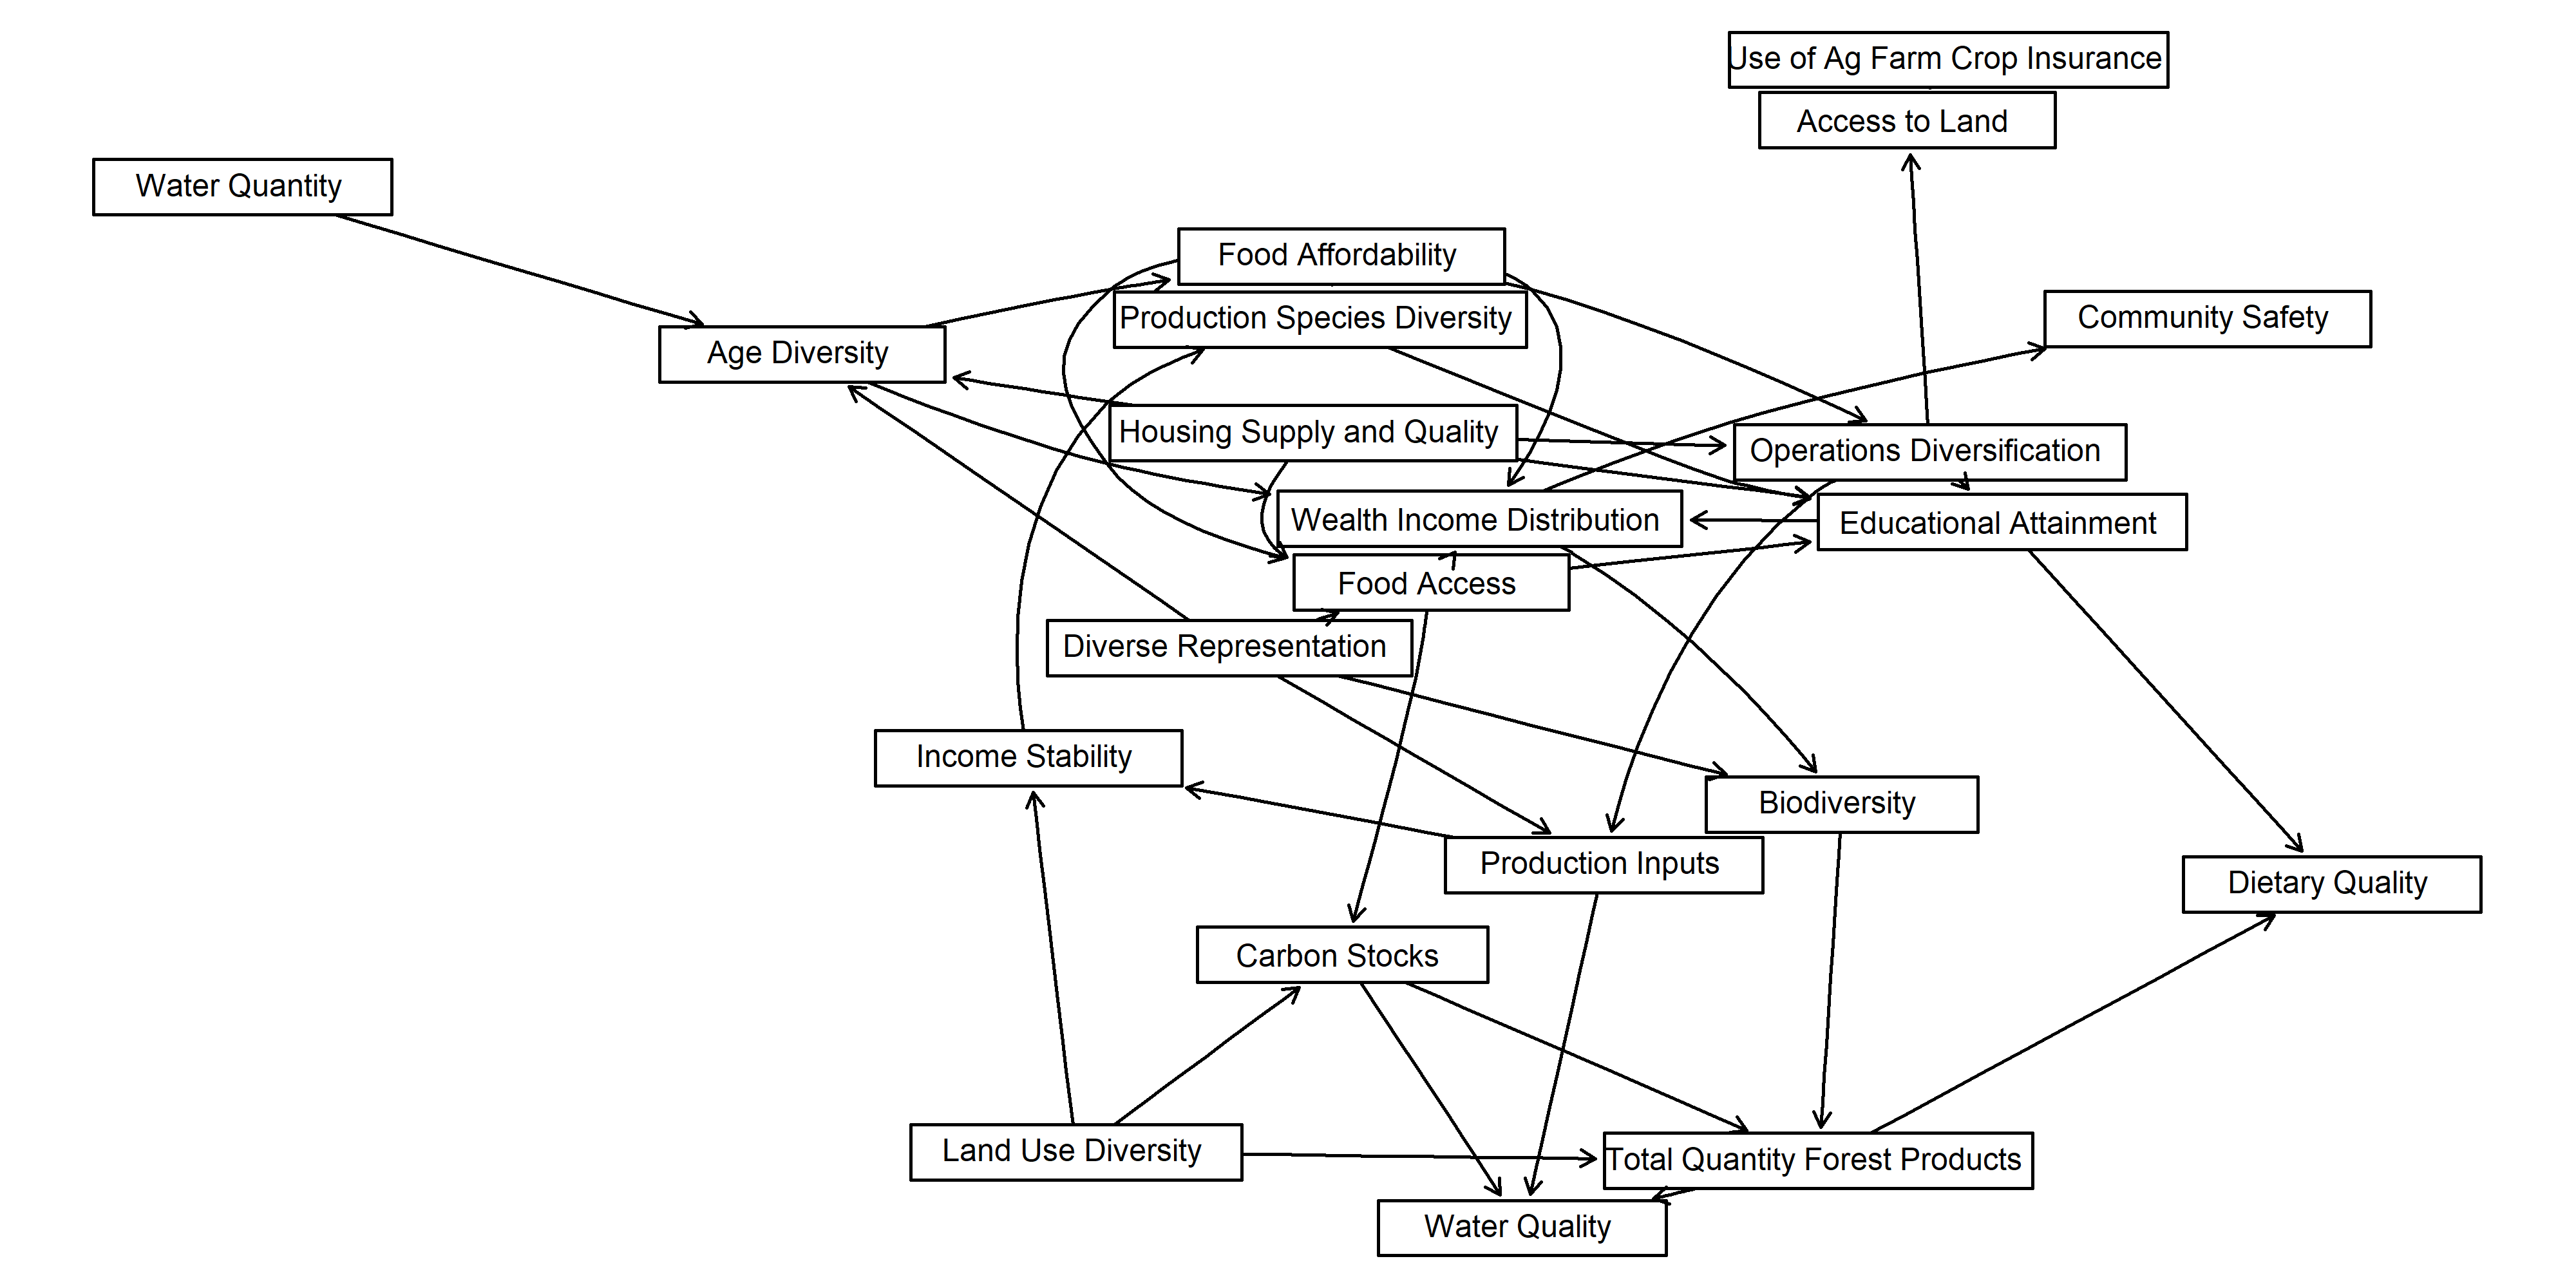 Use of Ag Farm Crop Insurance
Access to Land
Water Quantity
Food Affordability
Production Species Diversity
Community Safety
Age Diversity
Housing Supply and Quality
Operations Diversification
Wealth Income Distribution
Educational Attainment
Food Access
Diverse Representation
Income Stability
Biodiversity
Production Inputs
Dietary Quality
Carbon Stocks
Land Use Diversity
Total Quantity Forest Products
Water Quality